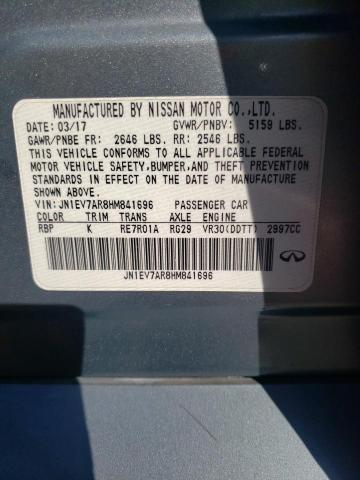 MANUFACTURED BY NISSAN MOTOR CO.,LTD.
DATE: 03/17 GVWR/PNBV: 5159 LBS.
GAWR/PNBE FR: 2646 LBS. RR: 2546 LBS.
THIS VEHICLE CONFORMS TO ALL APPLICABLE FEDERAL
MOTOR VEHICLE SAFETY,BUMPER,AND THEFT PREVENTION
STANDARDS IN EFFECT ON THE DATE OF MANUFACTURE
SHOWN ABOVE.
VIN: JN1EV7AR8HM841696 PASSENGER CAR
COLOR TRIM TRANS AXLE ENGINE
RBP K RE7R01A RG29 VR30(DDTT) 2997CC
JN1EV7AR8HM841696